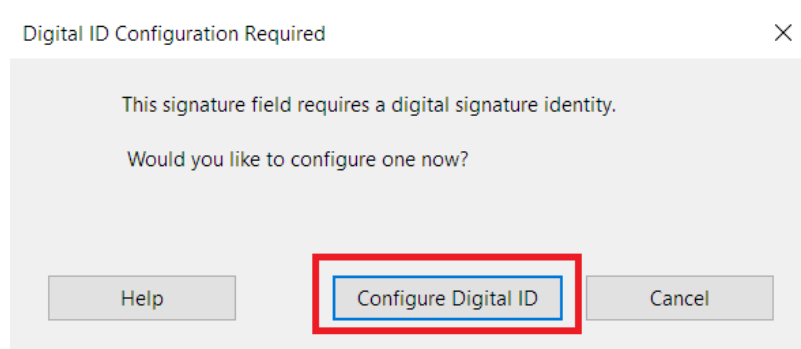 Digital ID Configuration Required
This signature field requires a digital signature identity.
Would you like to configure one now?
Help Configure Digital ID Cancel